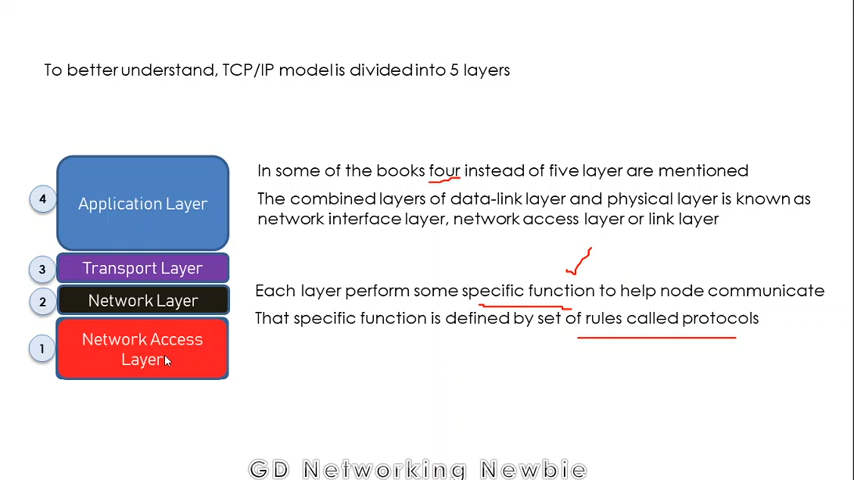 To better understand, TCP/IP model is divided into 5 layers
4
Application Layer
3
Transport Layer
2
Network Layer
1
Network Access
Layer
In some of the books four instead of five layer are mentioned
The combined layers of data-link layer and physical layer is known as
network interface layer, network access layer or link layer
Each layer perform some specific function to help node communicate
That specific function is defined by set of rules called protocols
GD Networking Newbie